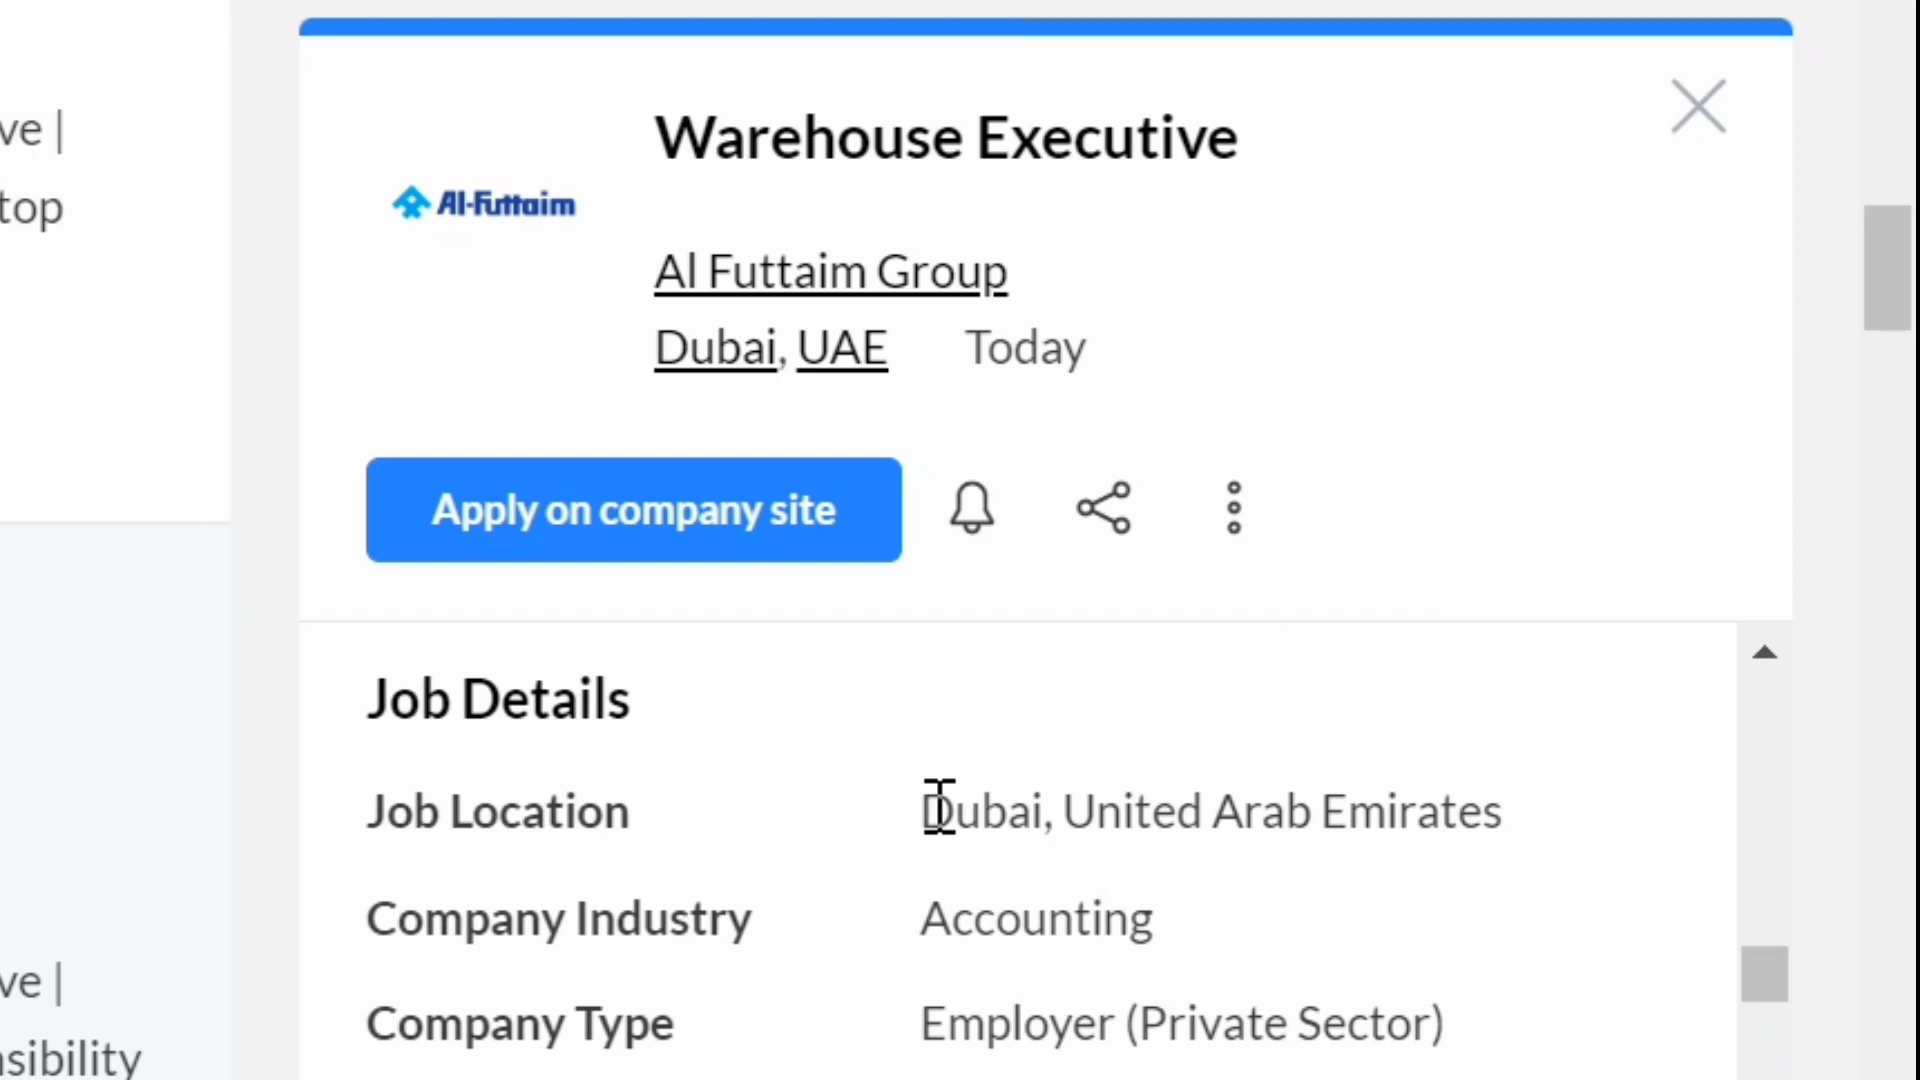 ve |
top
Warehouse Executive
Al-Futtaim
Al Futtaim Group
Dubai, UAE Today
Apply on company site
Job Details
Job Location Dubai, United Arab Emirates
Company Industry Accounting
ve |
Company Type Employer (Private Sector)
sibility